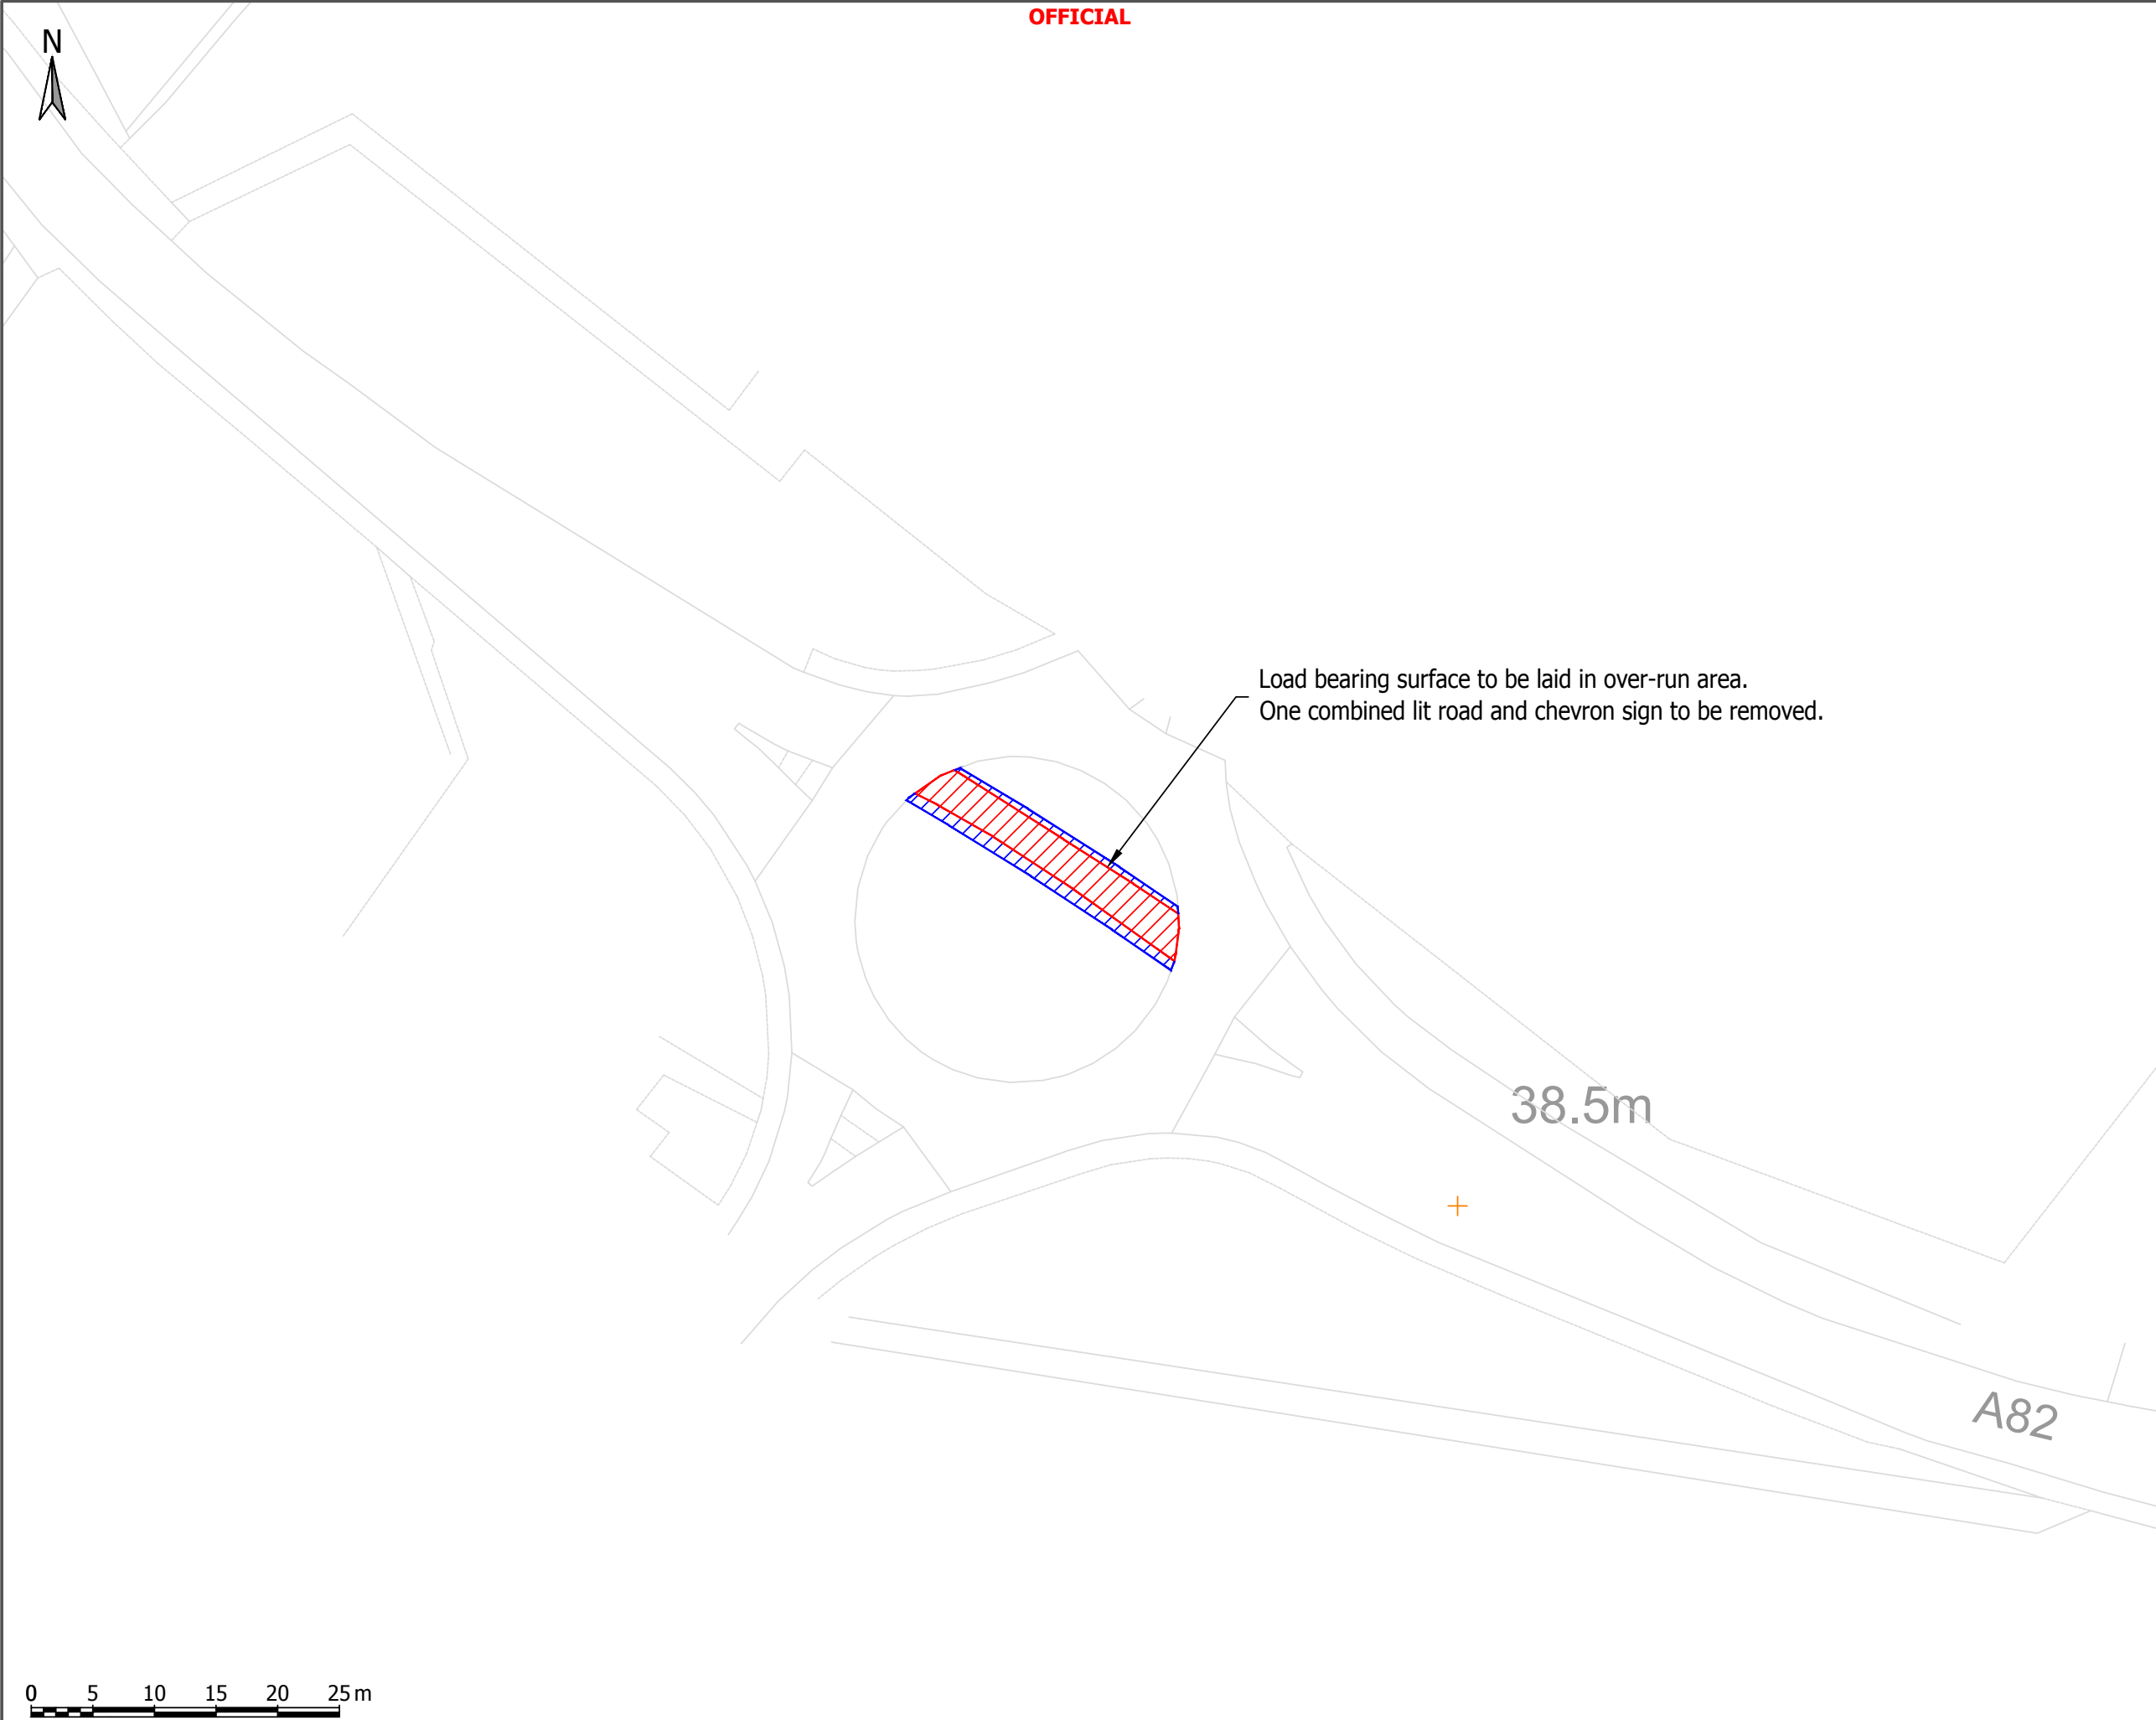 OFFICIAL
N
Load bearing surface to be laid in over-run area.
One combined lit road and chevron sign to be removed.
38.5m
A82
0 5 10 15 20 25 m